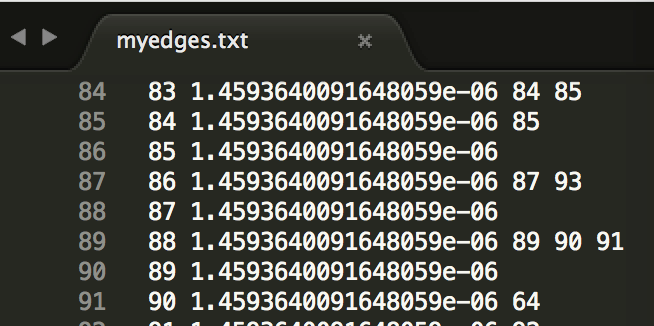 myedges.txt
84 83 1.4593640091648059e-06 84 85
85 84 1.4593640091648059e-06 85
86 85 1.4593640091648059e-06
87 86 1.4593640091648059e-06 87 93
88 87 1.4593640091648059e-06
89 88 1.4593640091648059e-06 89 90 91
90 89 1.4593640091648059e-06
91 90 1.4593640091648059e-06 64